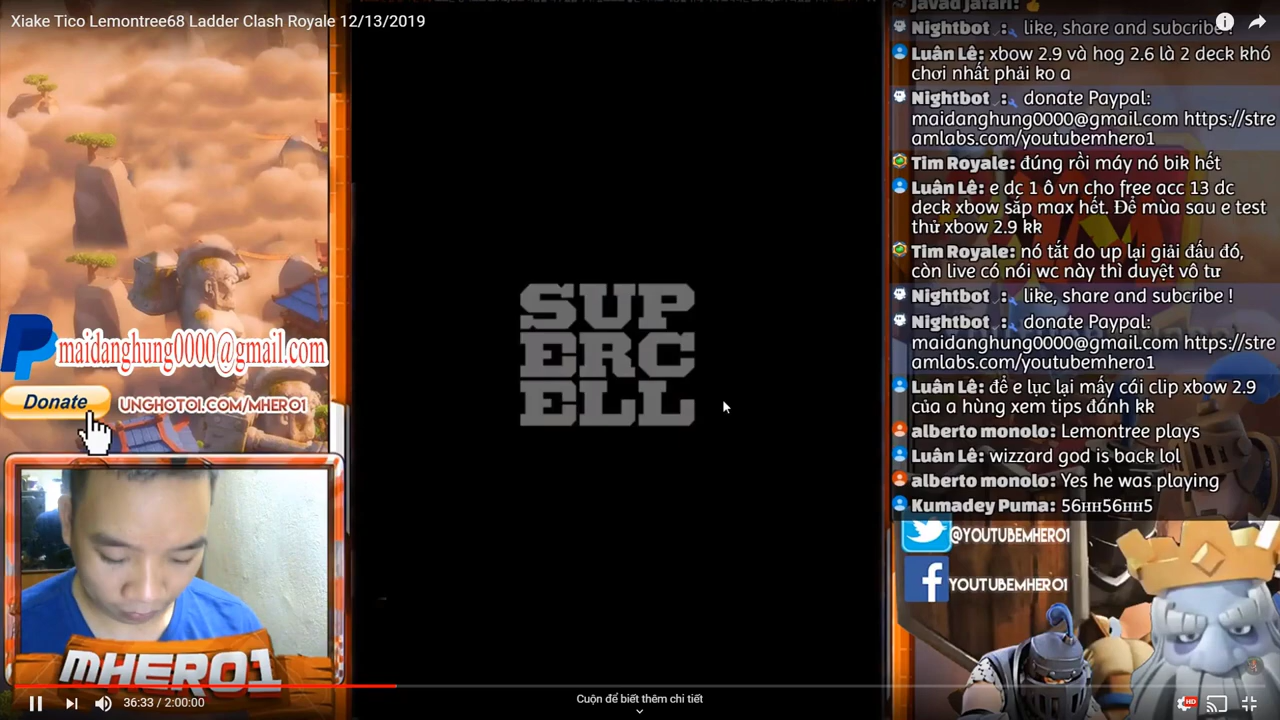 Xiake Tico Lemontree68 Ladder Clash Royale 12/13/2019
maidanghung0000@gmail.com
Donate
UNGHOTO1.COM/MHERO1
MHERO1
36:33 / 2:00:00
SUP
ERC
ELL
Cuộn để biết thêm chi tiết
Javad Jafari:
Nightbot : like, share and subcribe !
Luân Lê: xbow 2.9 và hog 2.6 là 2 deck khó
chơi nhất phải ko a
Nightbot : donate Paypal:
maidanghung0000@gmail.com https://stre
amlabs.com/youtubemhero1
Tim Royale: đúng rồi máy nó bik hết
Luân Lê: e dc 1 ô vn cho free acc 13 dc
deck xbow sắp max hết. Để mùa sau e test
thử xbow 2.9 kk
Tim Royale: nó tắt do up lại giải đấu đó,
còn live có nói wc này thì duyệt vô tư
Nightbot : like, share and subcribe !
Nightbot : donate Paypal:
maidanghung0000@gmail.com https://stre
amlabs.com/youtubemhero1
Luân Lê: để e lục lại mấy cái clip xbow 2.9
của a hùng xem tips đánh kk
alberto monolo: Lemontree plays
Luân Lê: wizzard god is back lol
alberto monolo: Yes he was playing
Kumadey Puma: 56нн56нн5
@YOUTUBEMHERO1
YOUTUBEMHERO1
HD